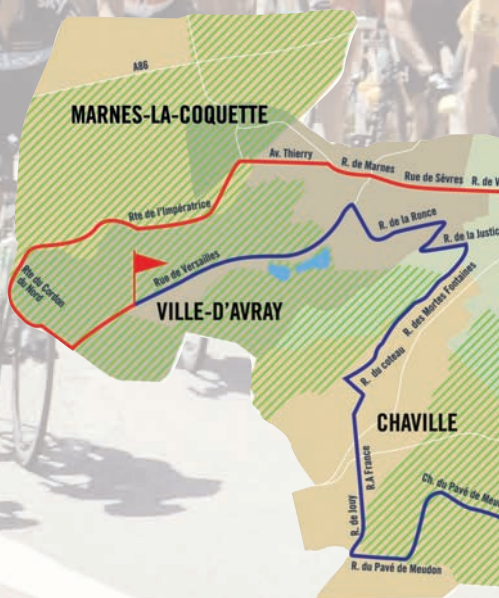 A86
MARNES-LA-COQUETTE
Av. Thierry
R. de Marnes
Rue de Sèvres
R. de V
Rte de l'Impératrice
R. de la Ronce
R. de la Justic
Rue de Versailles
Rte du Cordon
du Nord
VILLE-D'AVRAY
R. des Mortes Fontaines
R. du coteau
CHAVILLE
R.A France
Ch. du Pavé de Meud
R. de Jouy
R. du Pavé de Meudon